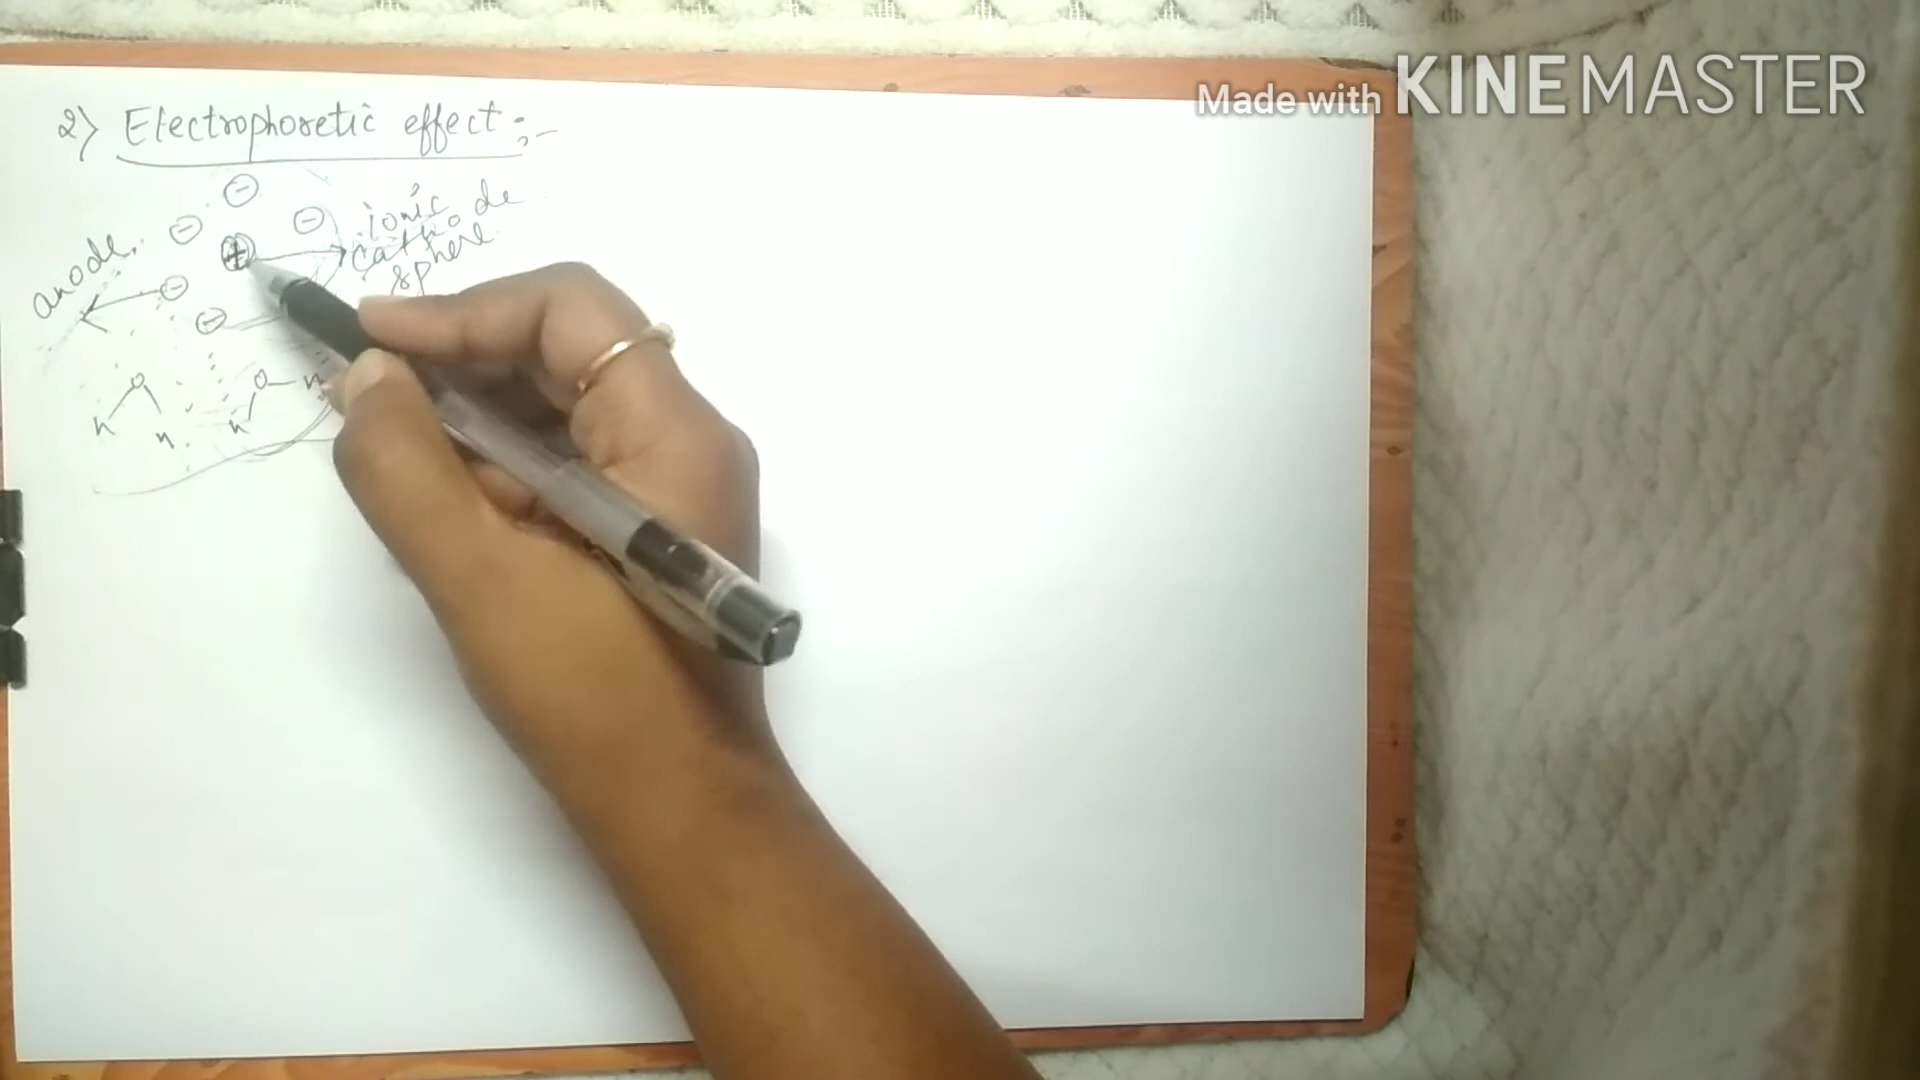 Made with KINEMASTER
2) Electrophoretic effect :-
ionic
cathode
sphere
anode.
⊖
⊖
⊖
⊕
⊖
⊖
O
H H
O-H
H